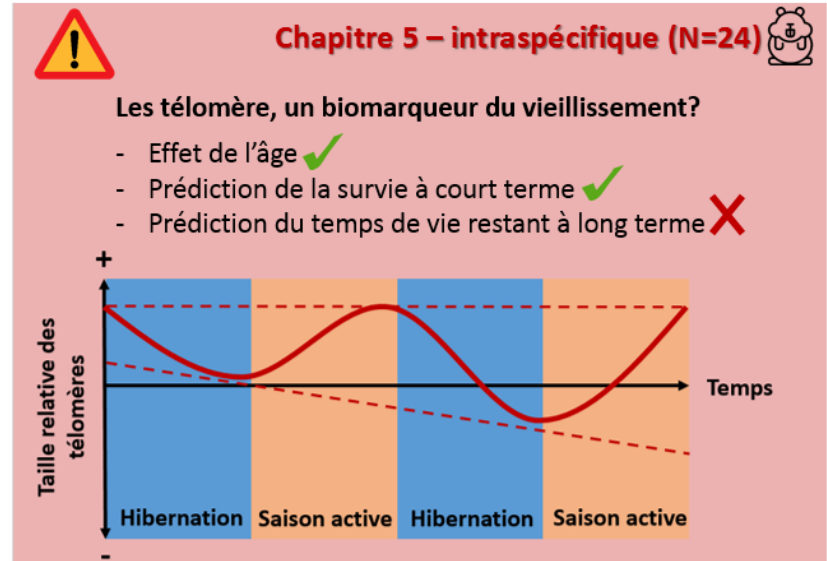 Chapitre 5 – intraspécifique (N=24)
Les télomère, un biomarqueur du vieillissement?
- Effet de l'âge
- Prédiction de la survie à court terme
- Prédiction du temps de vie restant à long terme
+
Taille relative des
télomères
Temps
Hibernation Saison active Hibernation Saison active
-